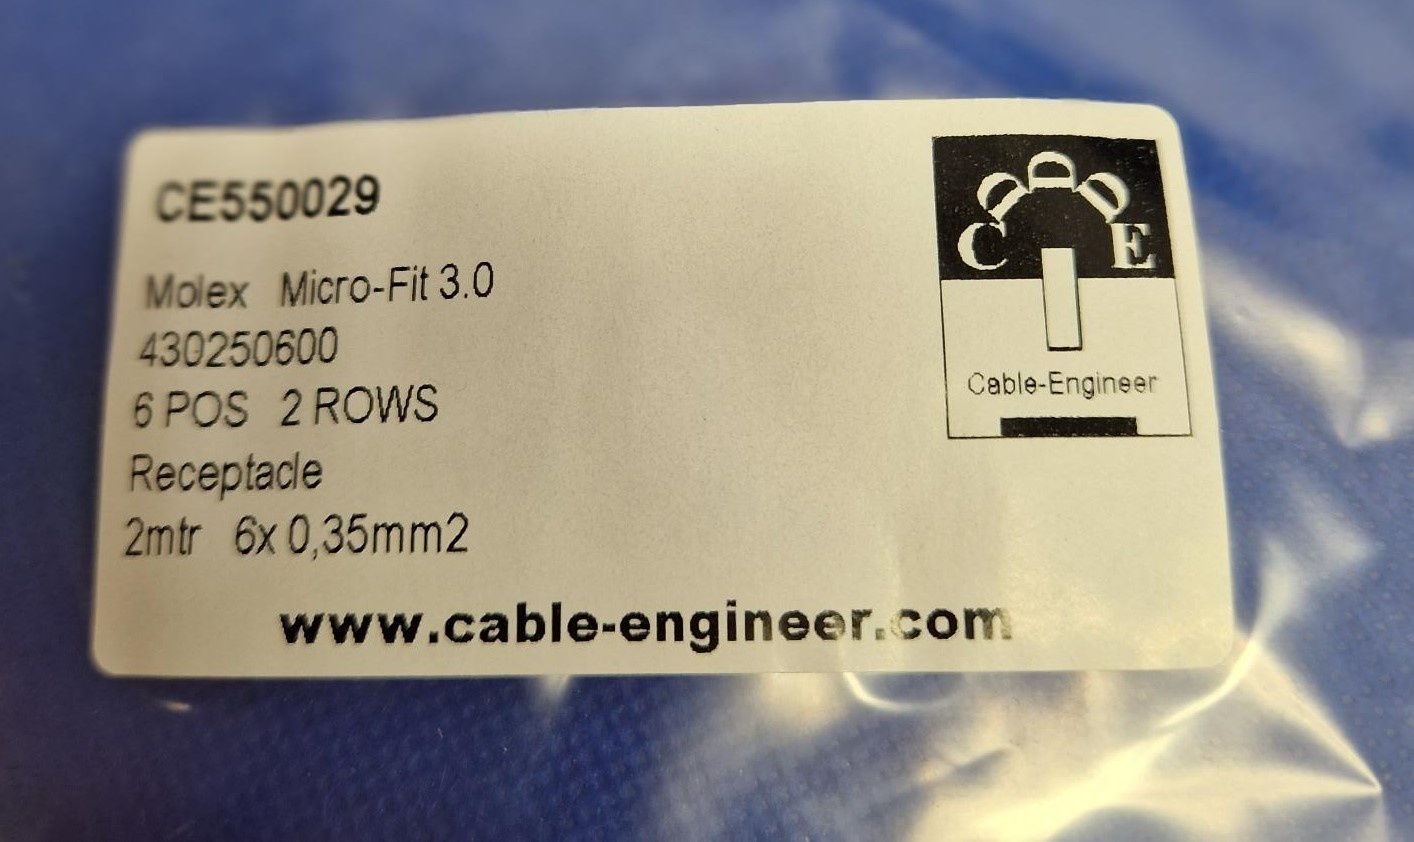 CE550029
Molex Micro-Fit 3.0
430250600
6 POS 2 ROWS
Receptacle
2mtr 6x 0,35mm2
www.cable-engineer.com
C E
Cable-Engineer